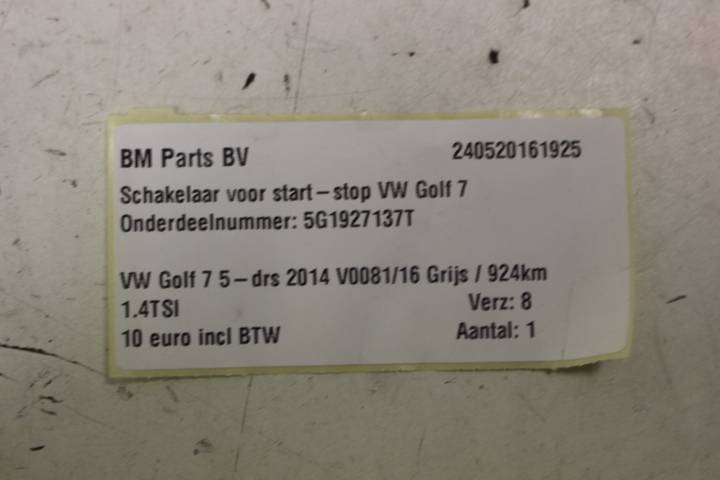 BM Parts BV 240520161925
Schakelaar voor start-stop VW Golf 7
Onderdeelnummer: 5G1927137T
VW Golf 7 5-drs 2014 V0081/16 Grijs / 924km
1.4TSI Verz: 8
10 euro incl BTW Aantal: 1